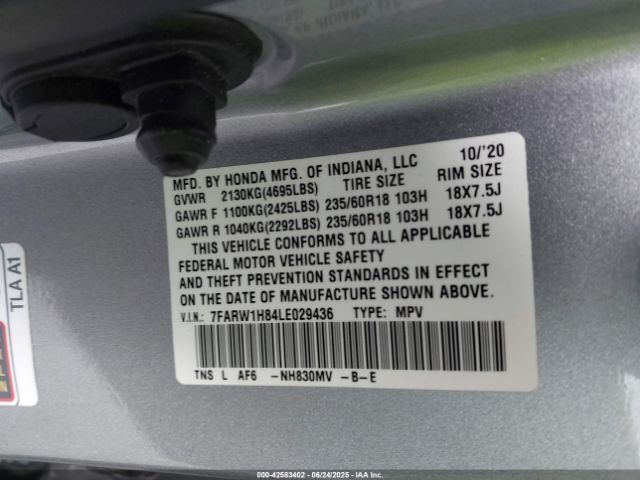 MFD. BY HONDA MFG. OF INDIANA, LLC 10/'20
GVWR 2130KG(4695LBS) TIRE SIZE RIM SIZE
GAWR F 1100KG(2425LBS) 235/60R18 103H 18X7.5J
GAWR R 1040KG(2292LBS) 235/60R18 103H 18X7.5J
THIS VEHICLE CONFORMS TO ALL APPLICABLE
FEDERAL MOTOR VEHICLE SAFETY
AND THEFT PREVENTION STANDARDS IN EFFECT
ON THE DATE OF MANUFACTURE SHOWN ABOVE.
V.I.N.: 7FARW1H84LE029436 TYPE: MPV
TNS L AF6 -NH830MV -B-E
TLA A1
000-42583402 - 06/24/2025 - IAAI.COM